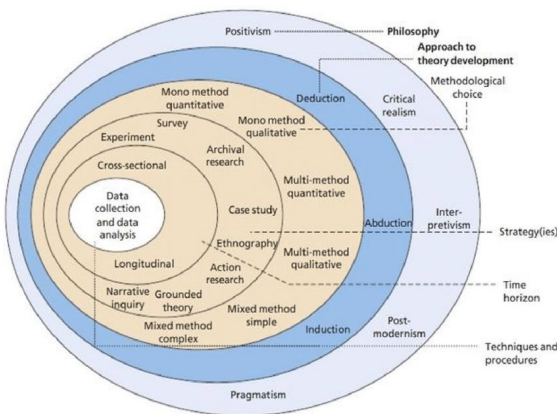 Positivism
Philosophy
Approach to
theory development
Methodological
choice
Deduction
Critical
realism
Mono method
quantitative
Mono method
qualitative
Survey
Experiment
Archival
research
Cross-sectional
Multi-method
quantitative
Data
collection
and data
analysis
Case study
Abduction
Inter-
pretivism
Strategy(ies)
Ethnography
Multi-method
qualitative
Longitudinal
Action
research
Time
horizon
Narrative
inquiry
Grounded
theory
Mixed method
simple
Mixed method
complex
Induction
Post-
modernism
Techniques and
procedures
Pragmatism